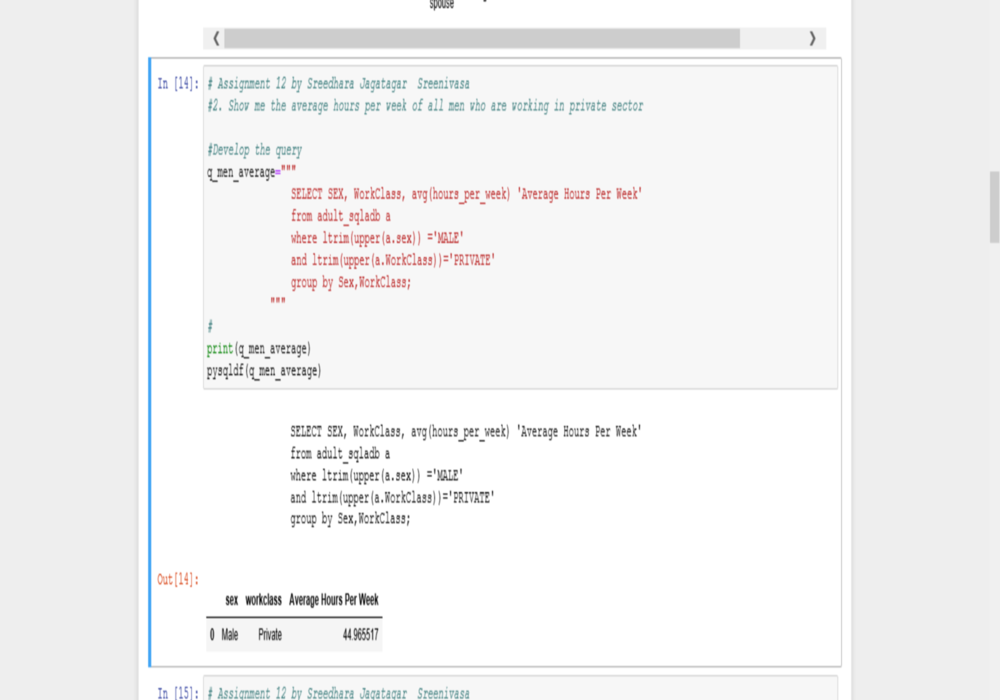 spouse
In [14]:
# Assignment 12 by Sreedhara Jagatagar  Sreenivasa
#2. Show me the average hours per week of all men who are working in private sector
#Develop the query
q_men_average="""
SELECT SEX, WorkClass, avg(hours_per_week) 'Average Hours Per Week'
from adult_sqladb a
where ltrim(upper(a.sex)) ='MALE'
and ltrim(upper(a.WorkClass))='PRIVATE'
group by Sex,WorkClass;
"""
#
print(q_men_average)
pysqldf(q_men_average)
SELECT SEX, WorkClass, avg(hours_per_week) 'Average Hours Per Week'
from adult_sqladb a
where ltrim(upper(a.sex)) ='MALE'
and ltrim(upper(a.WorkClass))='PRIVATE'
group by Sex,WorkClass;
Out[14]:
sex workclass Average Hours Per Week
0 Male Private 44.965517
In [15]: # Assignment 12 by Sreedhara Jagatagar  Sreenivasa